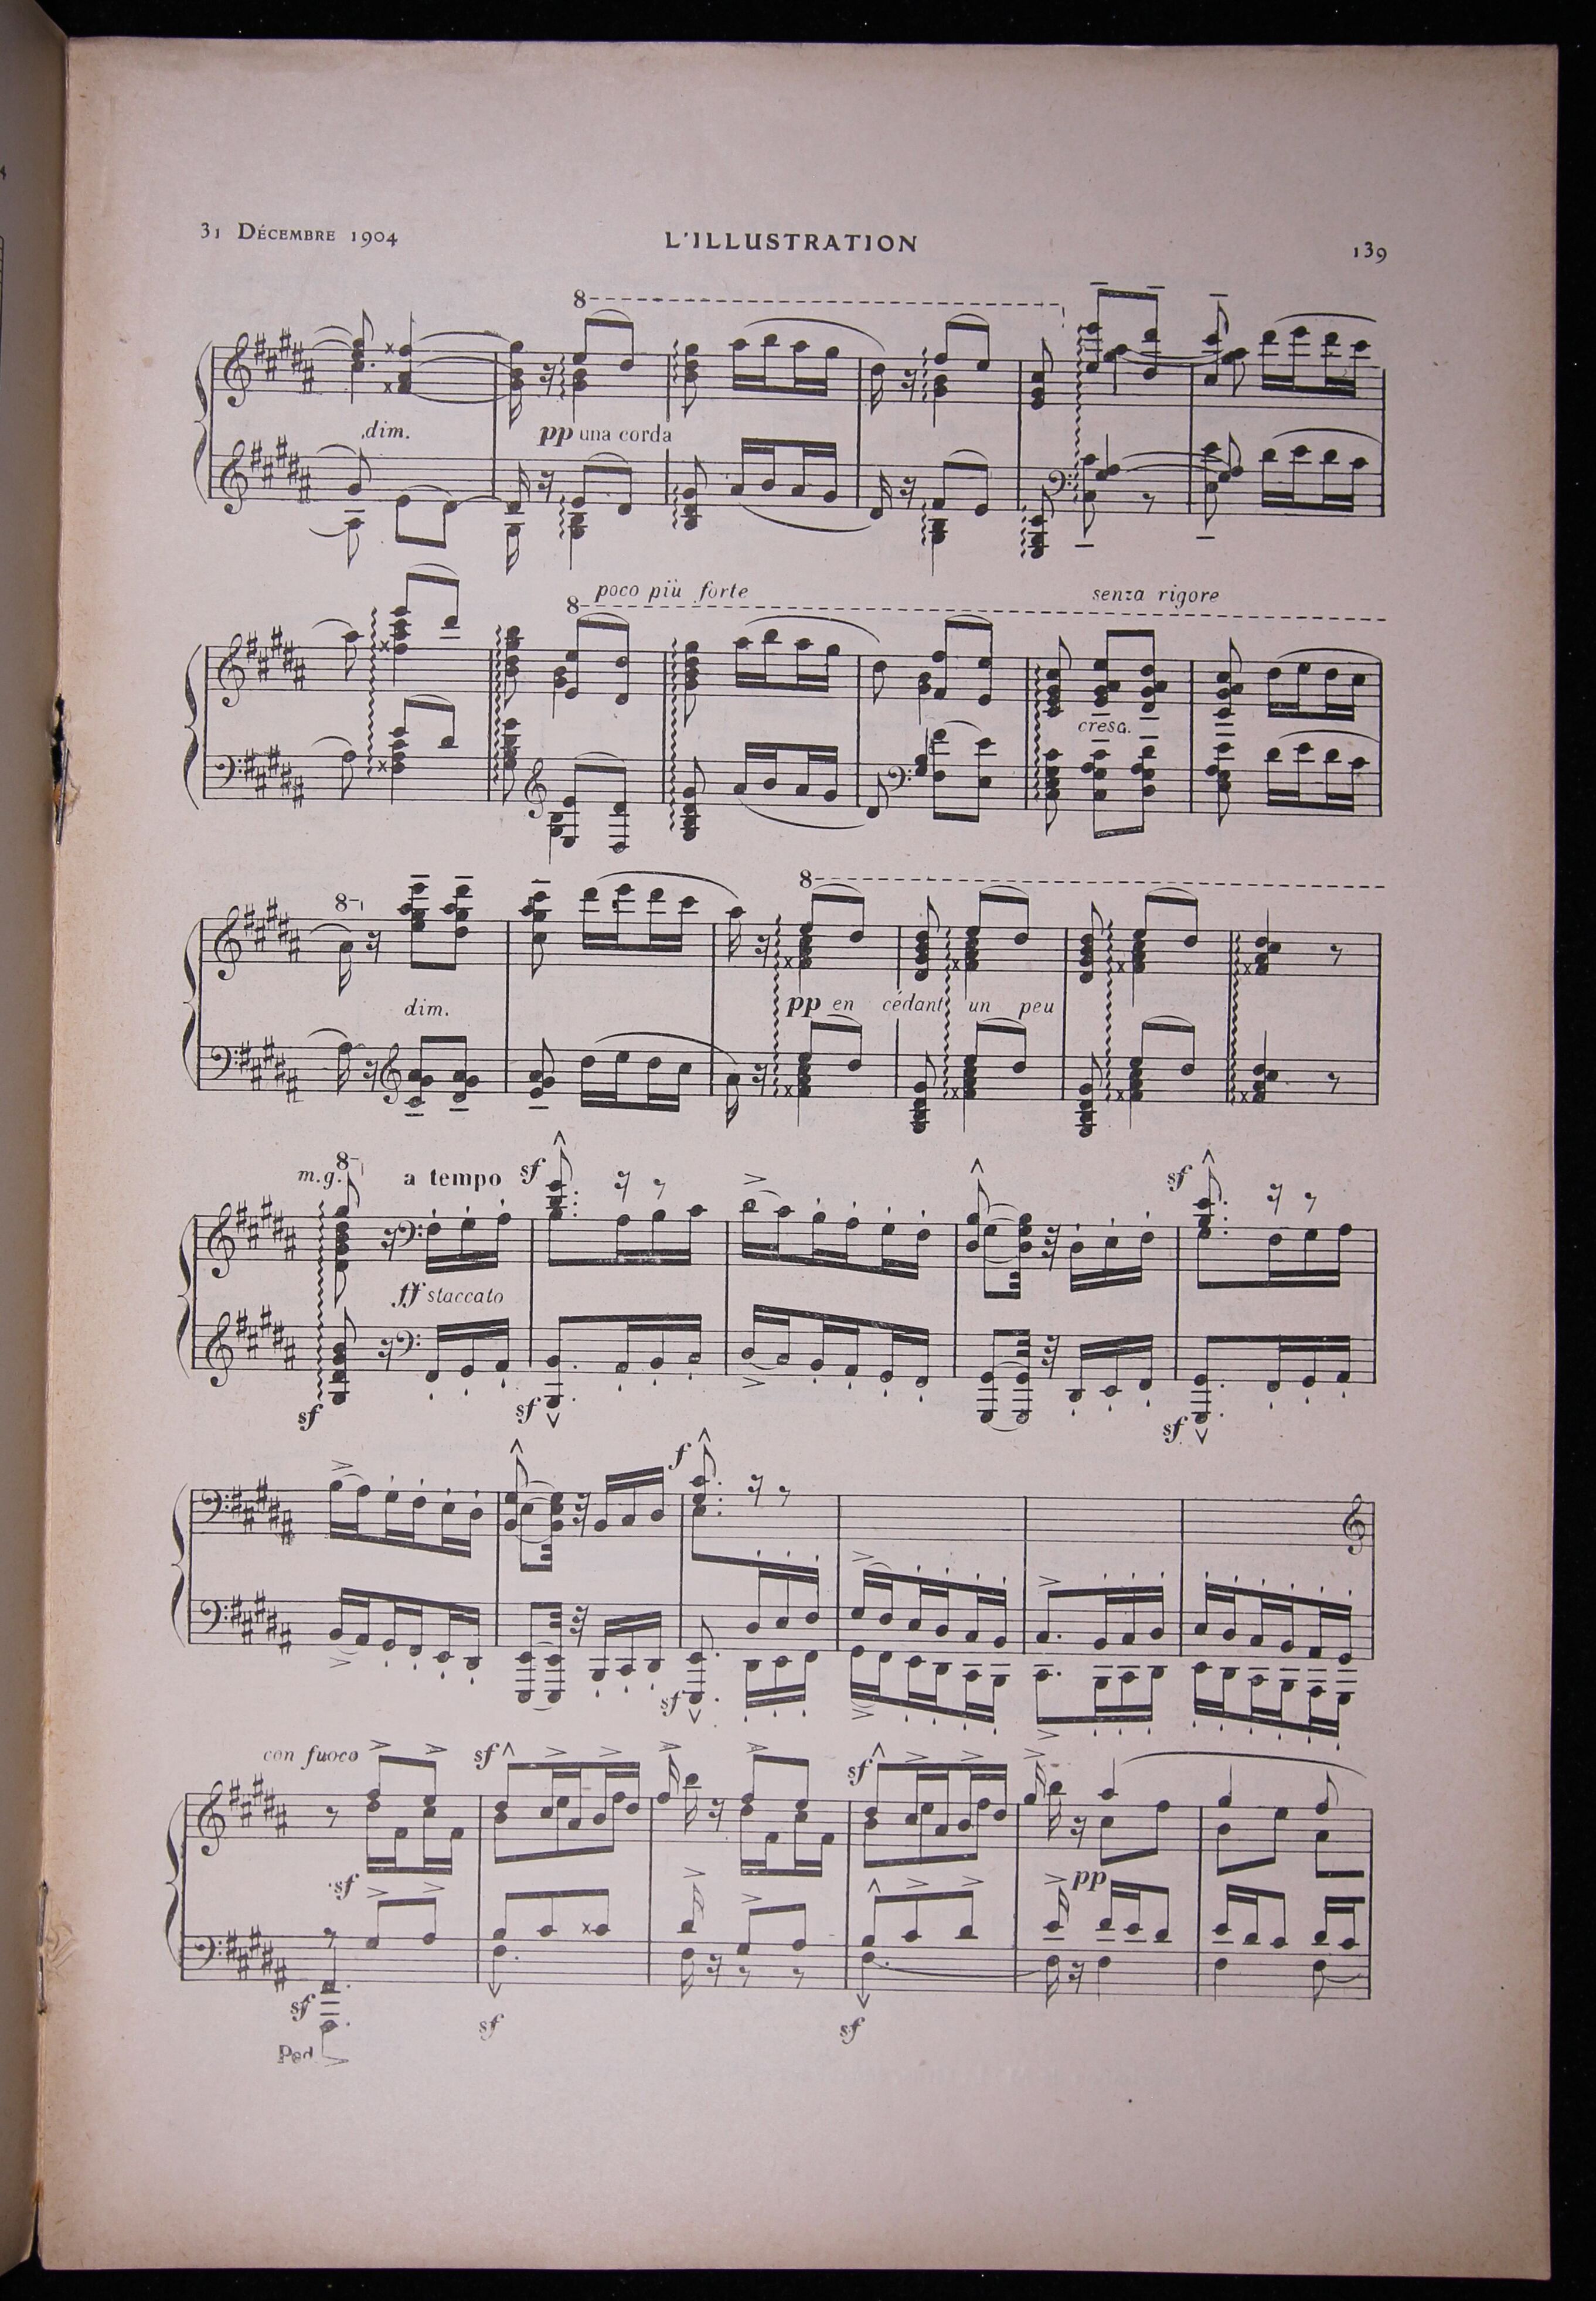 31 DÉCEMBRE 1904 L'ILLUSTRATION 139
8
dim. pp una corda
poco più forte senza rigore
8
cresc.
8
8
dim. pp en cédant un peu
m.g. 8 a tempo sf sf
ff staccato
sf sf sf
f
sf
con fuoco sf sf
sf pp
sf sf sf
Ped.